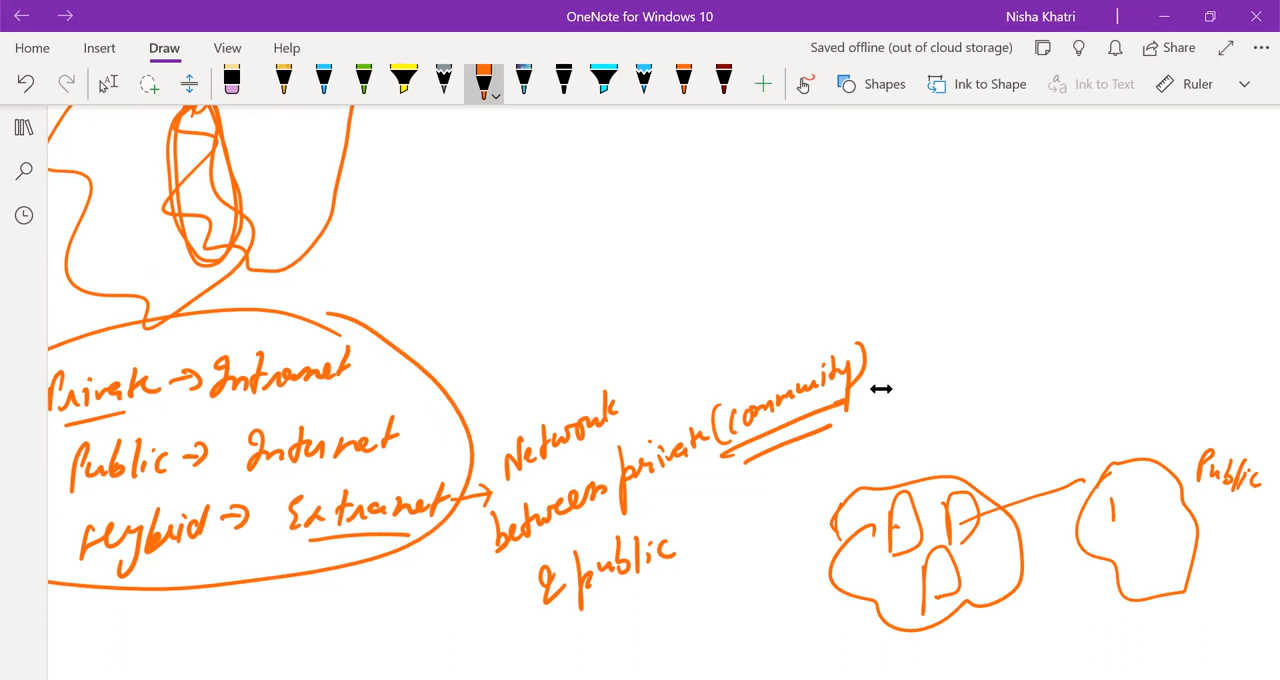 OneNote for Windows 10
Nisha Khatri
Home Insert Draw View Help
Saved offline (out of cloud storage)
Share
Shapes
Ink to Shape
Ink to Text
Ruler
Private → Intranet
Public → Internet
Hybrid → Extranet →
Network
between private (community)
& public
P P
P
Public